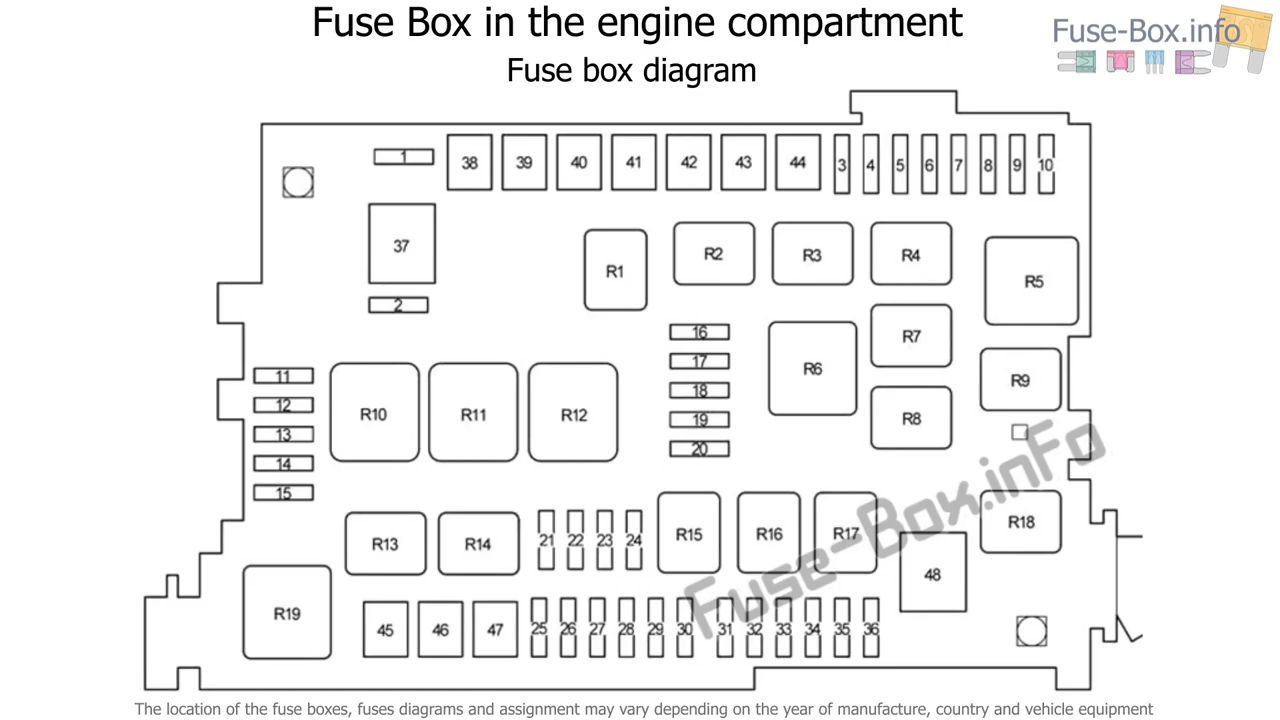 Fuse Box in the engine compartment
Fuse-Box.info
Fuse box diagram
1 38 39 40 41 42 43 44 3 4 5 6 7 8 9 10
37 R1 R2 R3 R4 R5
2
16 R6 R7
17
18 R8 R9
19
20
11 R10 R11 R12
12
13
14
15
R13 R14 21 22 23 24 R15 R16 R17 R18
48
Fuse-Box.inFo
R19 45 46 47 25 26 27 28 29 30 31 32 33 34 35 36
The location of the fuse boxes, fuses diagrams and assignment may vary depending on the year of manufacture, country and vehicle equipment